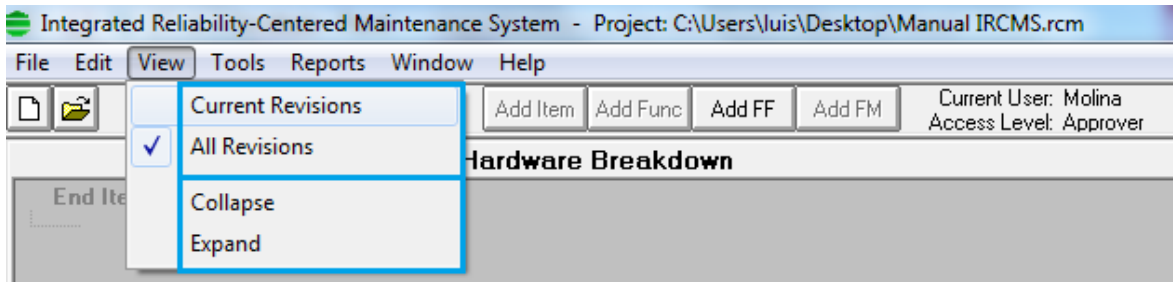 Integrated Reliability-Centered Maintenance System - Project: C:\Users\luis\Desktop\Manual IRCMS.rcm
File Edit View Tools Reports Window Help
Add Item Add Func Add FF Add FM Current User: Molina
Access Level: Approver
Current Revisions
All Revisions
Hardware Breakdown
End Ite
Collapse
Expand